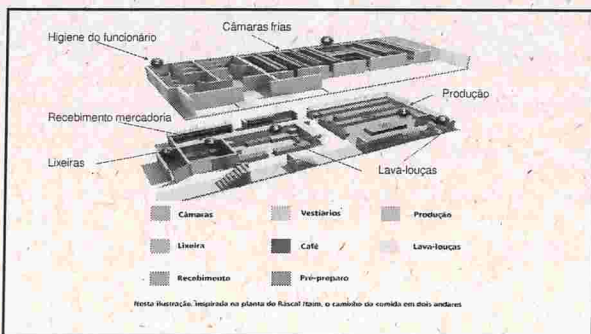 Câmaras frias
Higiene do funcionário
Produção
Recebimento mercadoria
Lixeiras
Lava-louças
Câmaras
Vestiários
Produção
Lixeira
Café
Lava-louças
Recebimento
Pré-preparo
Nesta ilustração, inspirada na planta do Ráscal Itaim, o caminho da comida em dois andares